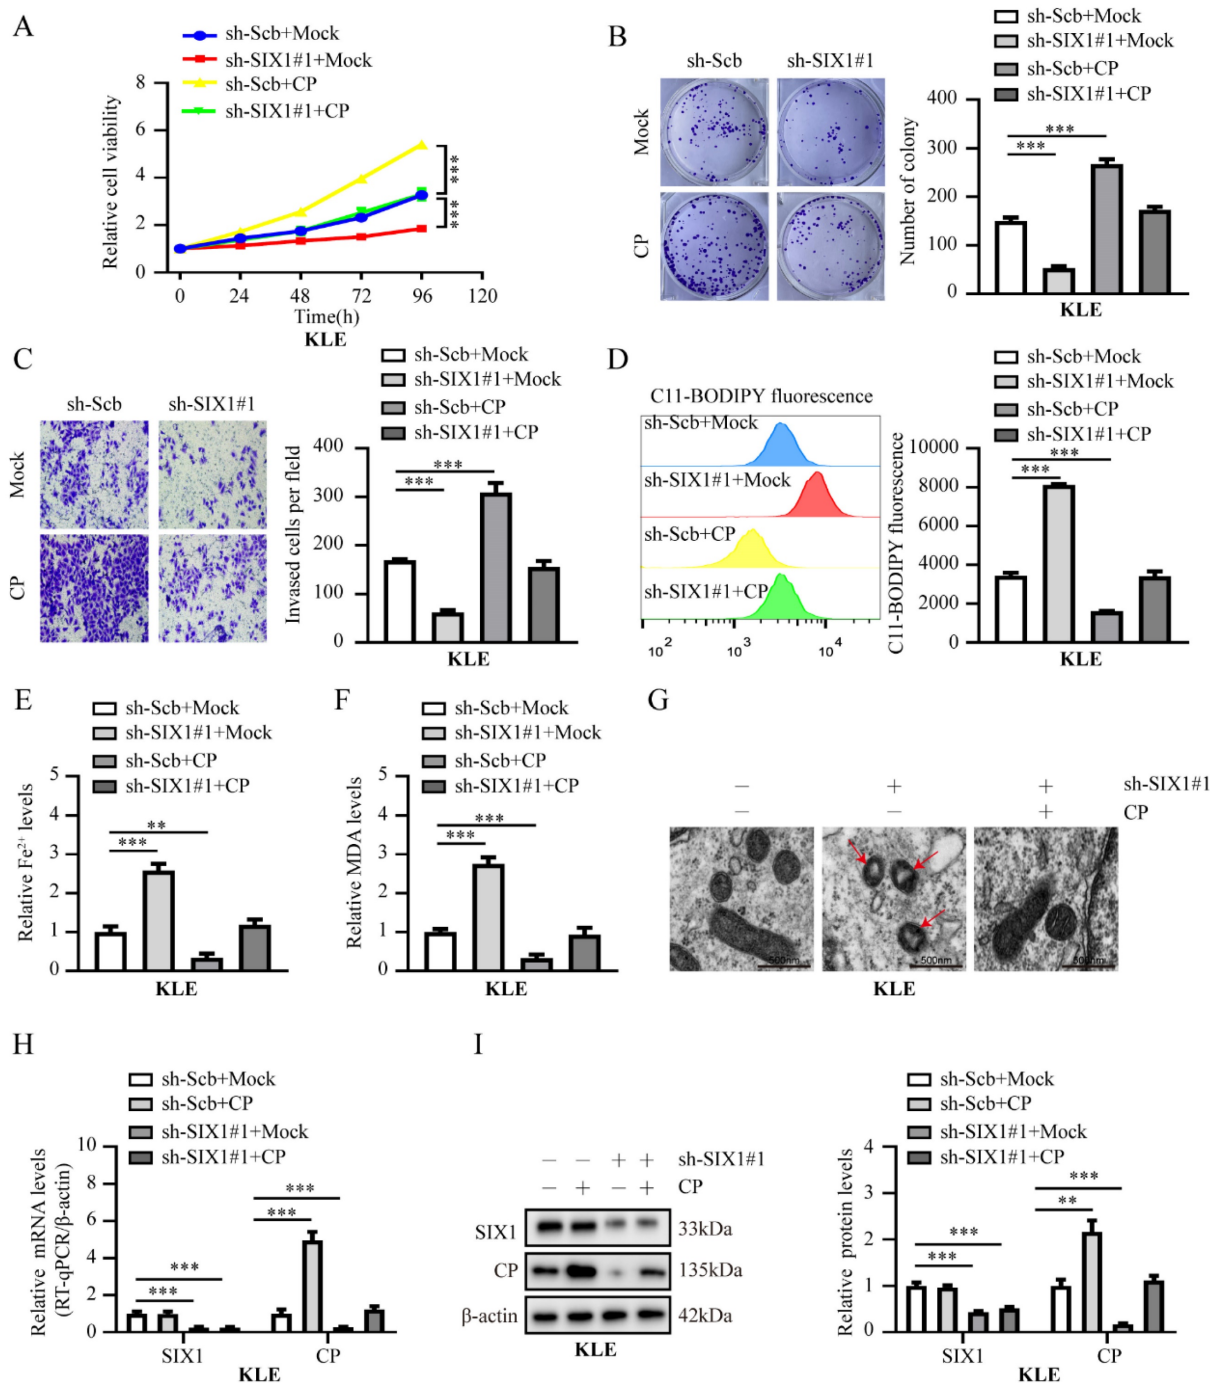 A
sh-Scb+Mock
sh-SIX1#1+Mock
sh-Scb+CP
sh-SIX1#1+CP
Relative cell viability
8
6
4
2
0
***
***
0 24 48 72 96 120
Time(h)
KLE
B
sh-Scb sh-SIX1#1
Mock
CP
sh-Scb+Mock
sh-SIX1#1+Mock
sh-Scb+CP
sh-SIX1#1+CP
Number of colony
400
300
200
100
0
***
***
KLE
C
sh-Scb sh-SIX1#1
Mock
CP
sh-Scb+Mock
sh-SIX1#1+Mock
sh-Scb+CP
sh-SIX1#1+CP
Invased cells per field
400
300
200
100
0
***
***
KLE
D
C11-BODIPY fluorescence
sh-Scb+Mock
sh-SIX1#1+Mock
sh-Scb+CP
sh-SIX1#1+CP
10² 10³ 10⁴
sh-Scb+Mock
sh-SIX1#1+Mock
sh-Scb+CP
sh-SIX1#1+CP
C11-BODIPY fluorescence
10000
8000
6000
4000
2000
0
***
***
KLE
E
sh-Scb+Mock
sh-SIX1#1+Mock
sh-Scb+CP
sh-SIX1#1+CP
Relative Fe²⁺ levels
5
4
3
2
1
0
**
***
KLE
F
sh-Scb+Mock
sh-SIX1#1+Mock
sh-Scb+CP
sh-SIX1#1+CP
Relative MDA levels
5
4
3
2
1
0
***
***
KLE
G
− + + sh-SIX1#1
− − + CP
500nm 500nm 500nm
KLE
H
sh-Scb+Mock
sh-Scb+CP
sh-SIX1#1+Mock
sh-SIX1#1+CP
Relative mRNA levels
(RT-qPCR/β-actin)
10
8
6
4
2
0
***
***
***
***
SIX1 CP
KLE
I
− − + + sh-SIX1#1
− + − + CP
SIX1 33kDa
CP 135kDa
β-actin 42kDa
KLE
sh-Scb+Mock
sh-Scb+CP
sh-SIX1#1+Mock
sh-SIX1#1+CP
Relative protein levels
4
3
2
1
0
***
***
***
**
SIX1 CP
KLE